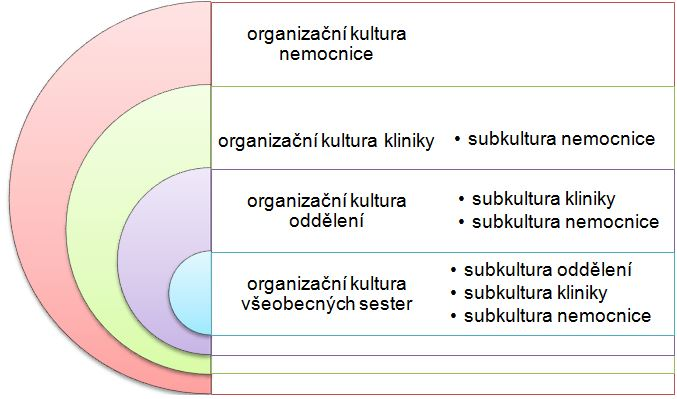 organizační kultura
nemocnice
organizační kultura kliniky
• subkultura nemocnice
organizační kultura
oddělení
• subkultura kliniky
• subkultura nemocnice
organizační kultura
všeobecných sester
• subkultura oddělení
• subkultura kliniky
• subkultura nemocnice